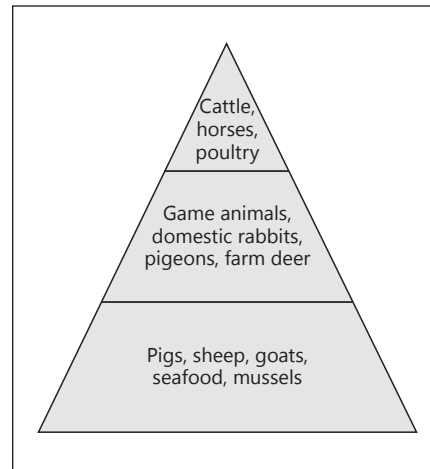 Cattle,
horses,
poultry
Game animals,
domestic rabbits,
pigeons, farm deer
Pigs, sheep, goats,
seafood, mussels